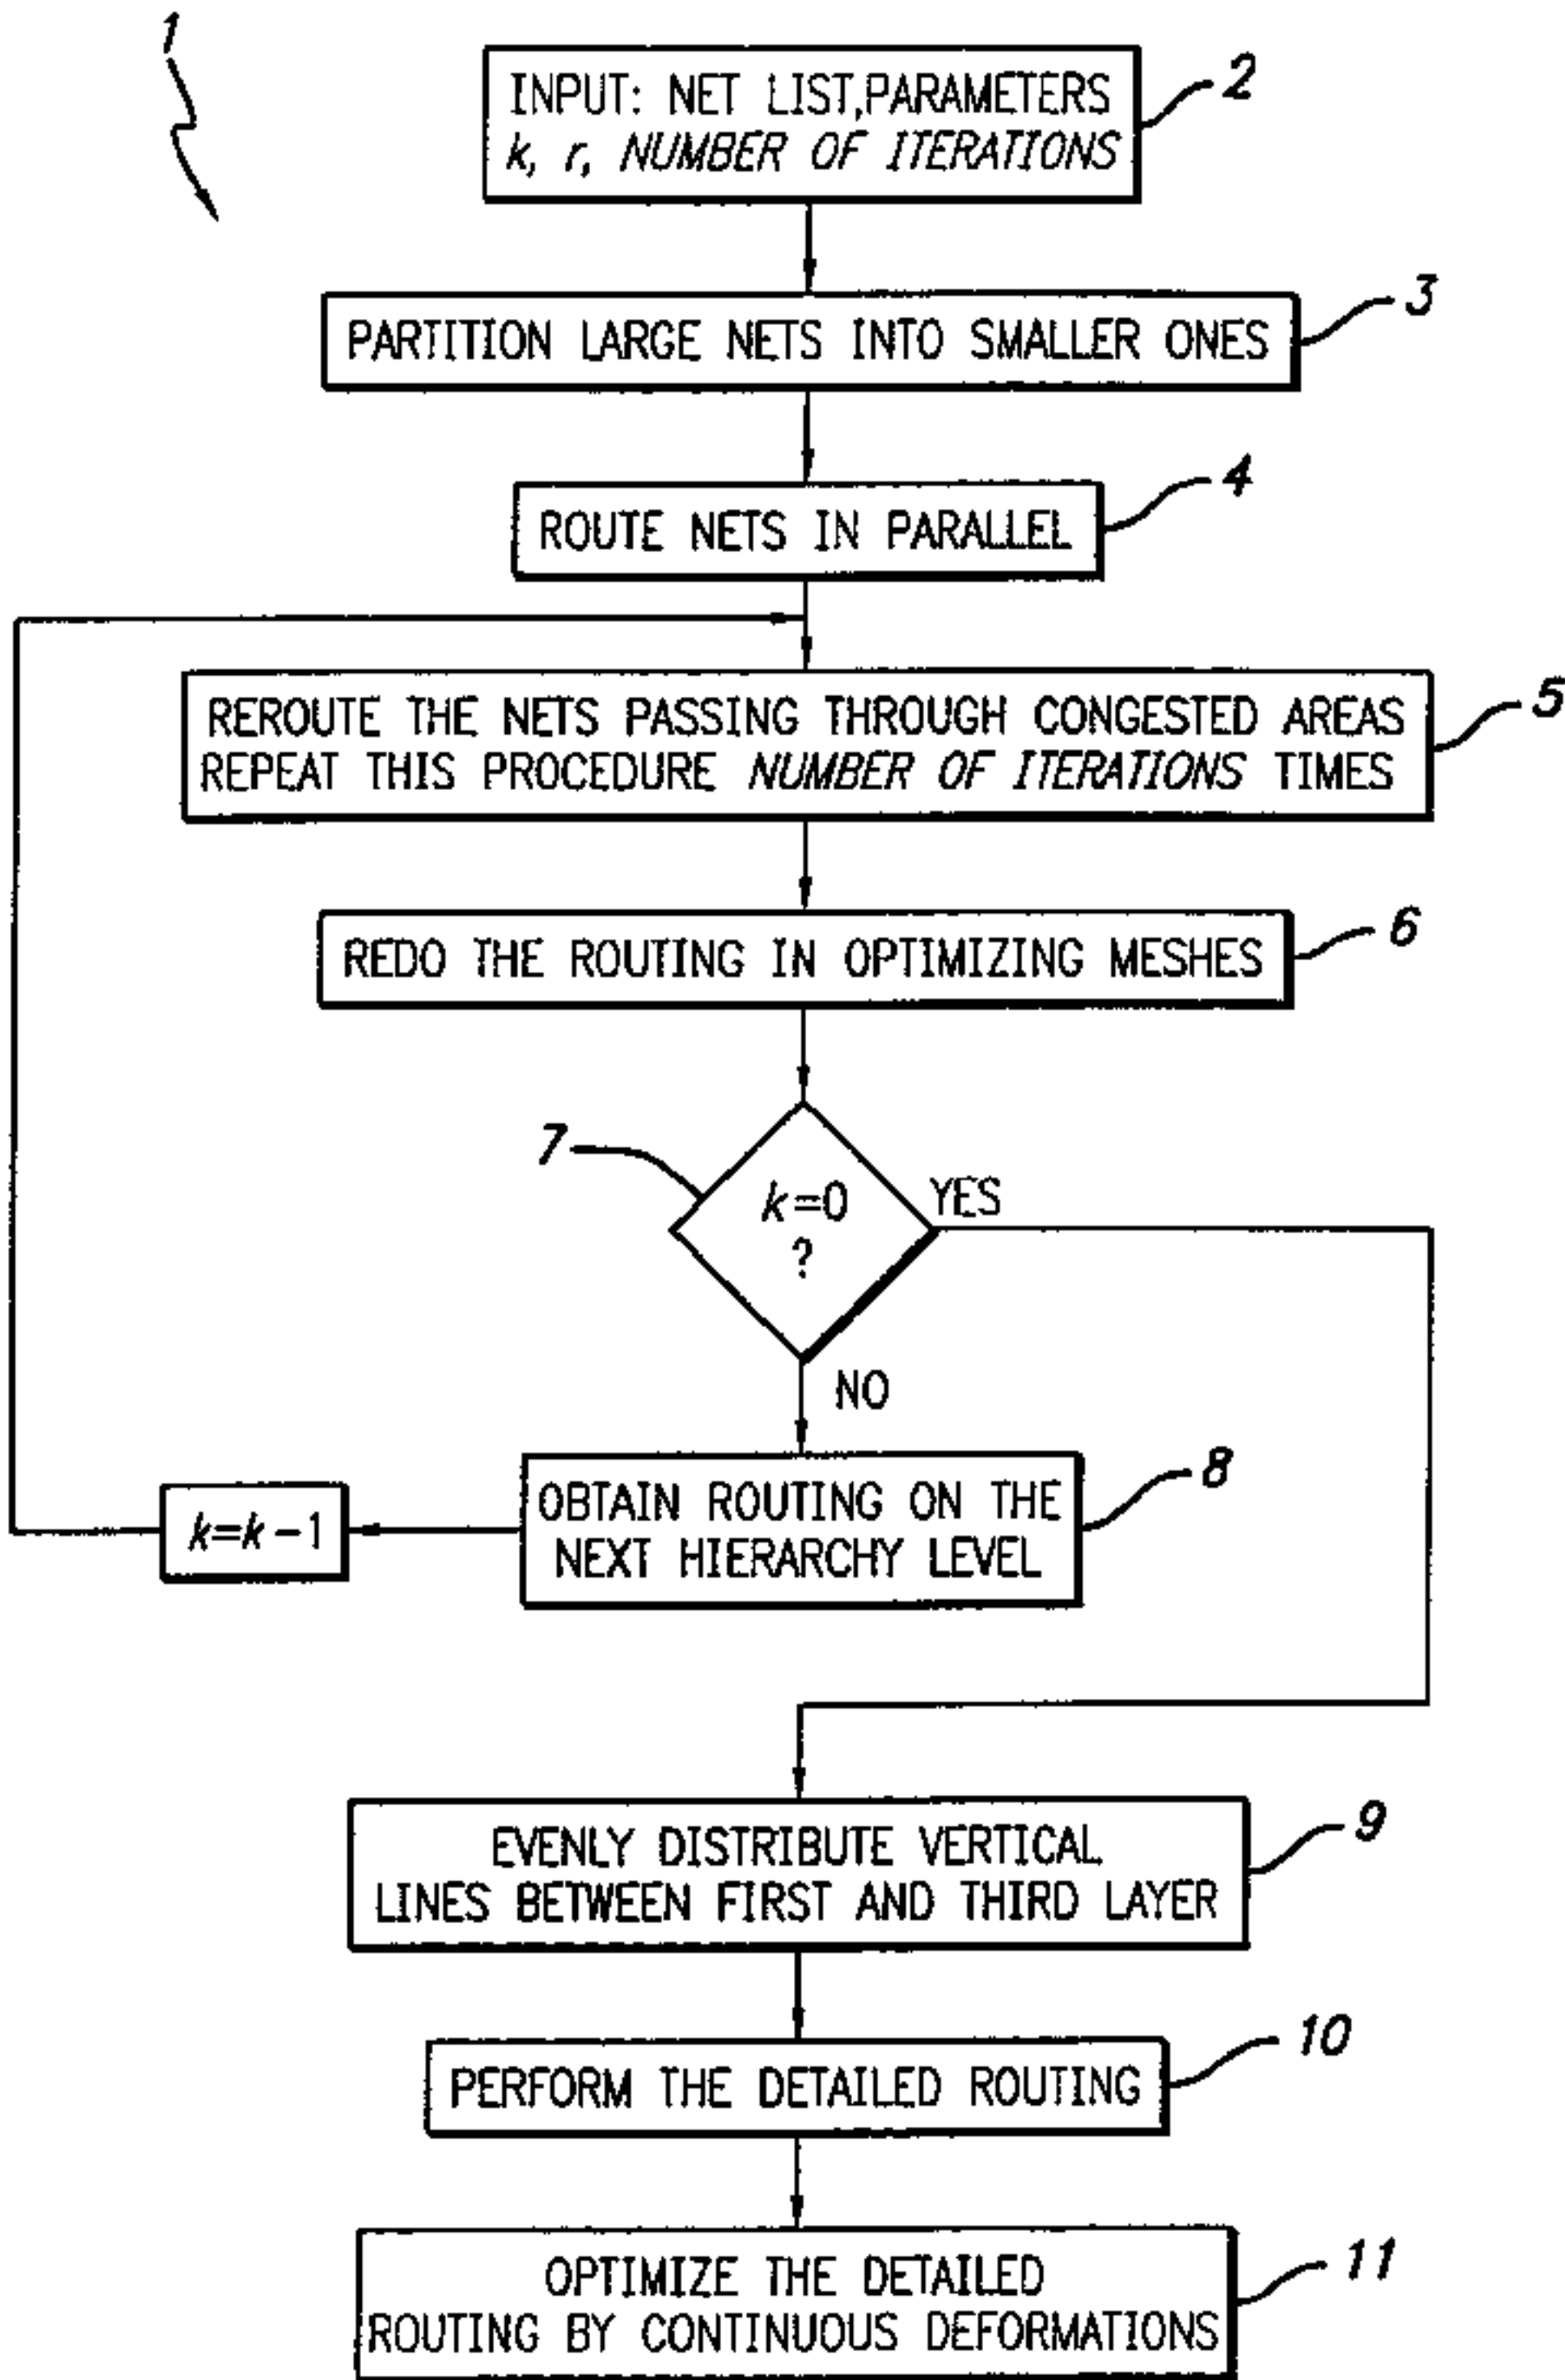 1
INPUT: NET LIST,PARAMETERS
k, r, NUMBER OF ITERATIONS
2
PARTITION LARGE NETS INTO SMALLER ONES
3
ROUTE NETS IN PARALLEL
4
REROUTE THE NETS PASSING THROUGH CONGESTED AREAS
REPEAT THIS PROCEDURE NUMBER OF ITERATIONS TIMES
5
REDO THE ROUTING IN OPTIMIZING MESHES
6
7
k=0
?
YES
NO
OBTAIN ROUTING ON THE
NEXT HIERARCHY LEVEL
8
k=k-1
EVENLY DISTRIBUTE VERTICAL
LINES BETWEEN FIRST AND THIRD LAYER
9
PERFORM THE DETAILED ROUTING
10
OPTIMIZE THE DETAILED
ROUTING BY CONTINUOUS DEFORMATIONS
11